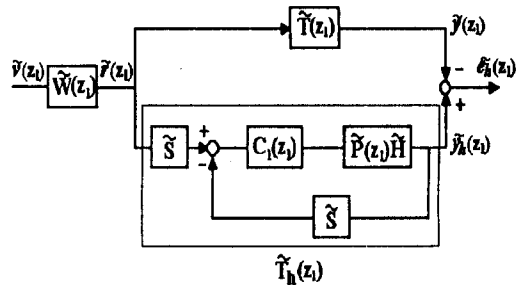 T̃(z₁)
ṽ(z₁)
W̃(z₁)
r̃(z₁)
ỹ(z₁)
-
ẽₕ(z₁)
+
S̃
+
-
C₁(z₁)
P̃(z₁)H̃
ỹₕ(z₁)
S̃
T̃ₕ(z₁)